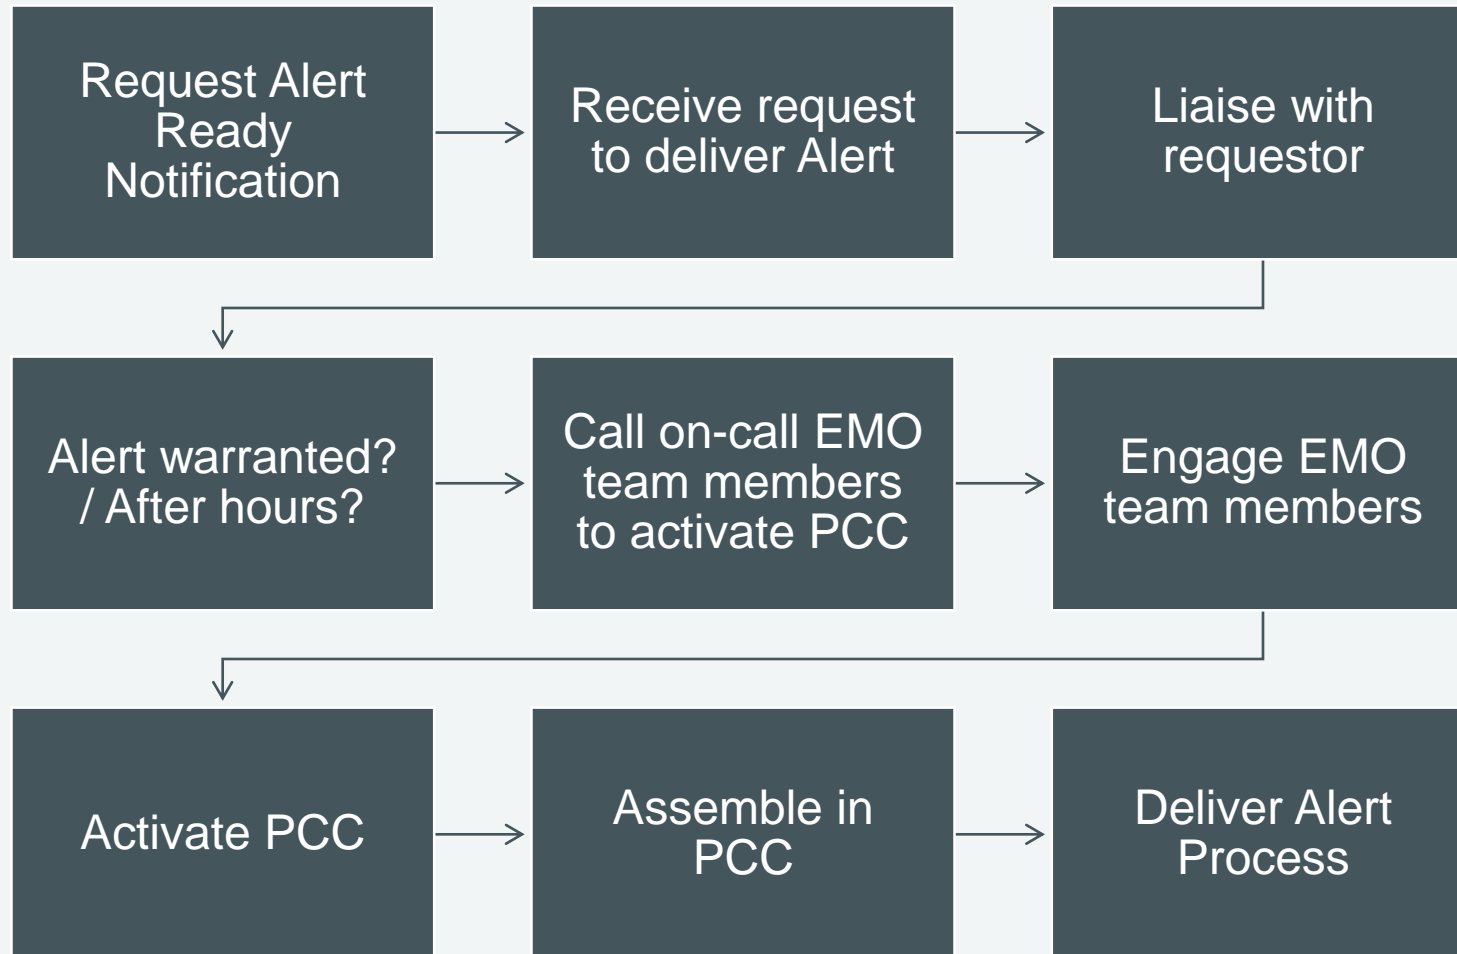 Request Alert
Ready
Notification
Receive request
to deliver Alert
Liaise with
requestor
Alert warranted?
/ After hours?
Call on-call EMO
team members
to activate PCC
Engage EMO
team members
Activate PCC
Assemble in
PCC
Deliver Alert
Process